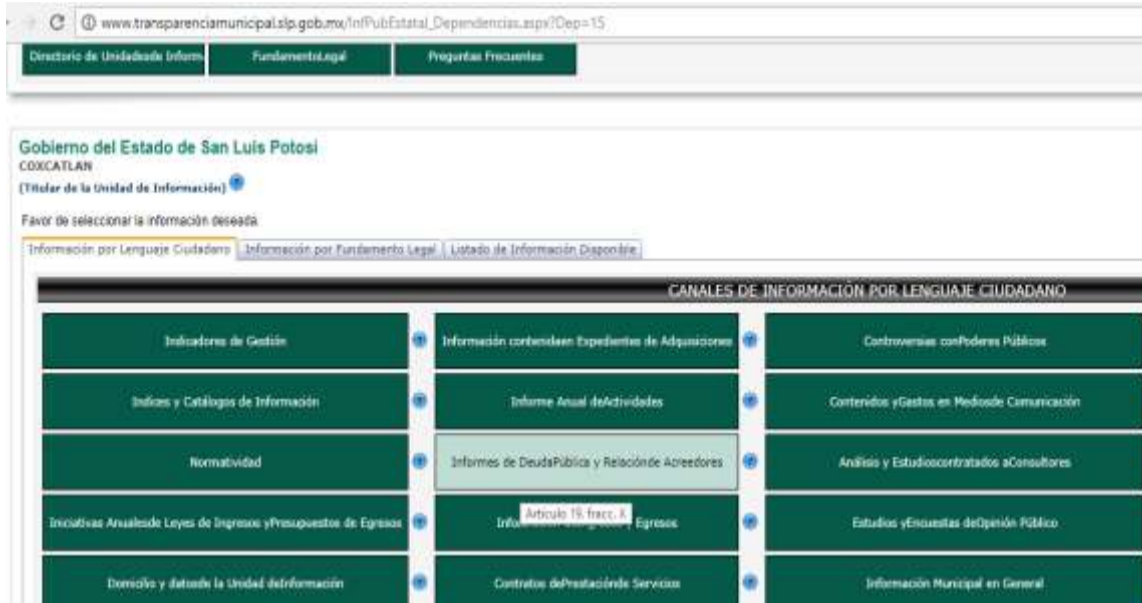 www.transparenciamunicipal.slp.gob.mx/InfPubEstatal_Dependencias.aspx?Dep=15
Directorio de Unidadesde Inform
FundamentoLegal
Preguntas Frecuentes
Gobierno del Estado de San Luis Potosi
COXCATLAN
(Titular de la Unidad de Información)
Favor de seleccionar la información deseada
Información por Lenguaje Ciudadano
Información por Fundamento Legal
Listado de Información Disponible
CANALES DE INFORMACIÓN POR LENGUAJE CIUDADANO
Indicadores de Gestión
Información contenidaen Expedientes de Adquisiciones
Controversias conPoderes Públicos
Indices y Catálogos de Información
Informe Anual deActividades
Contenidos yGastos en Mediosde Comunicación
Normatividad
Informes de DeudaPública y Relaciónde Acreedores
Análisis y Estudioscontratados aConsultores
Iniciativas Anualesde Leyes de Ingresos yPresupuestos de Egresos
Egresos
Artículo 19, fracc. X
Estudios yEncuestas deOpinión Público
Domicilio y datosde la Unidad deInformación
Contratos dePrestaciónde Servicios
Información Municipal en General